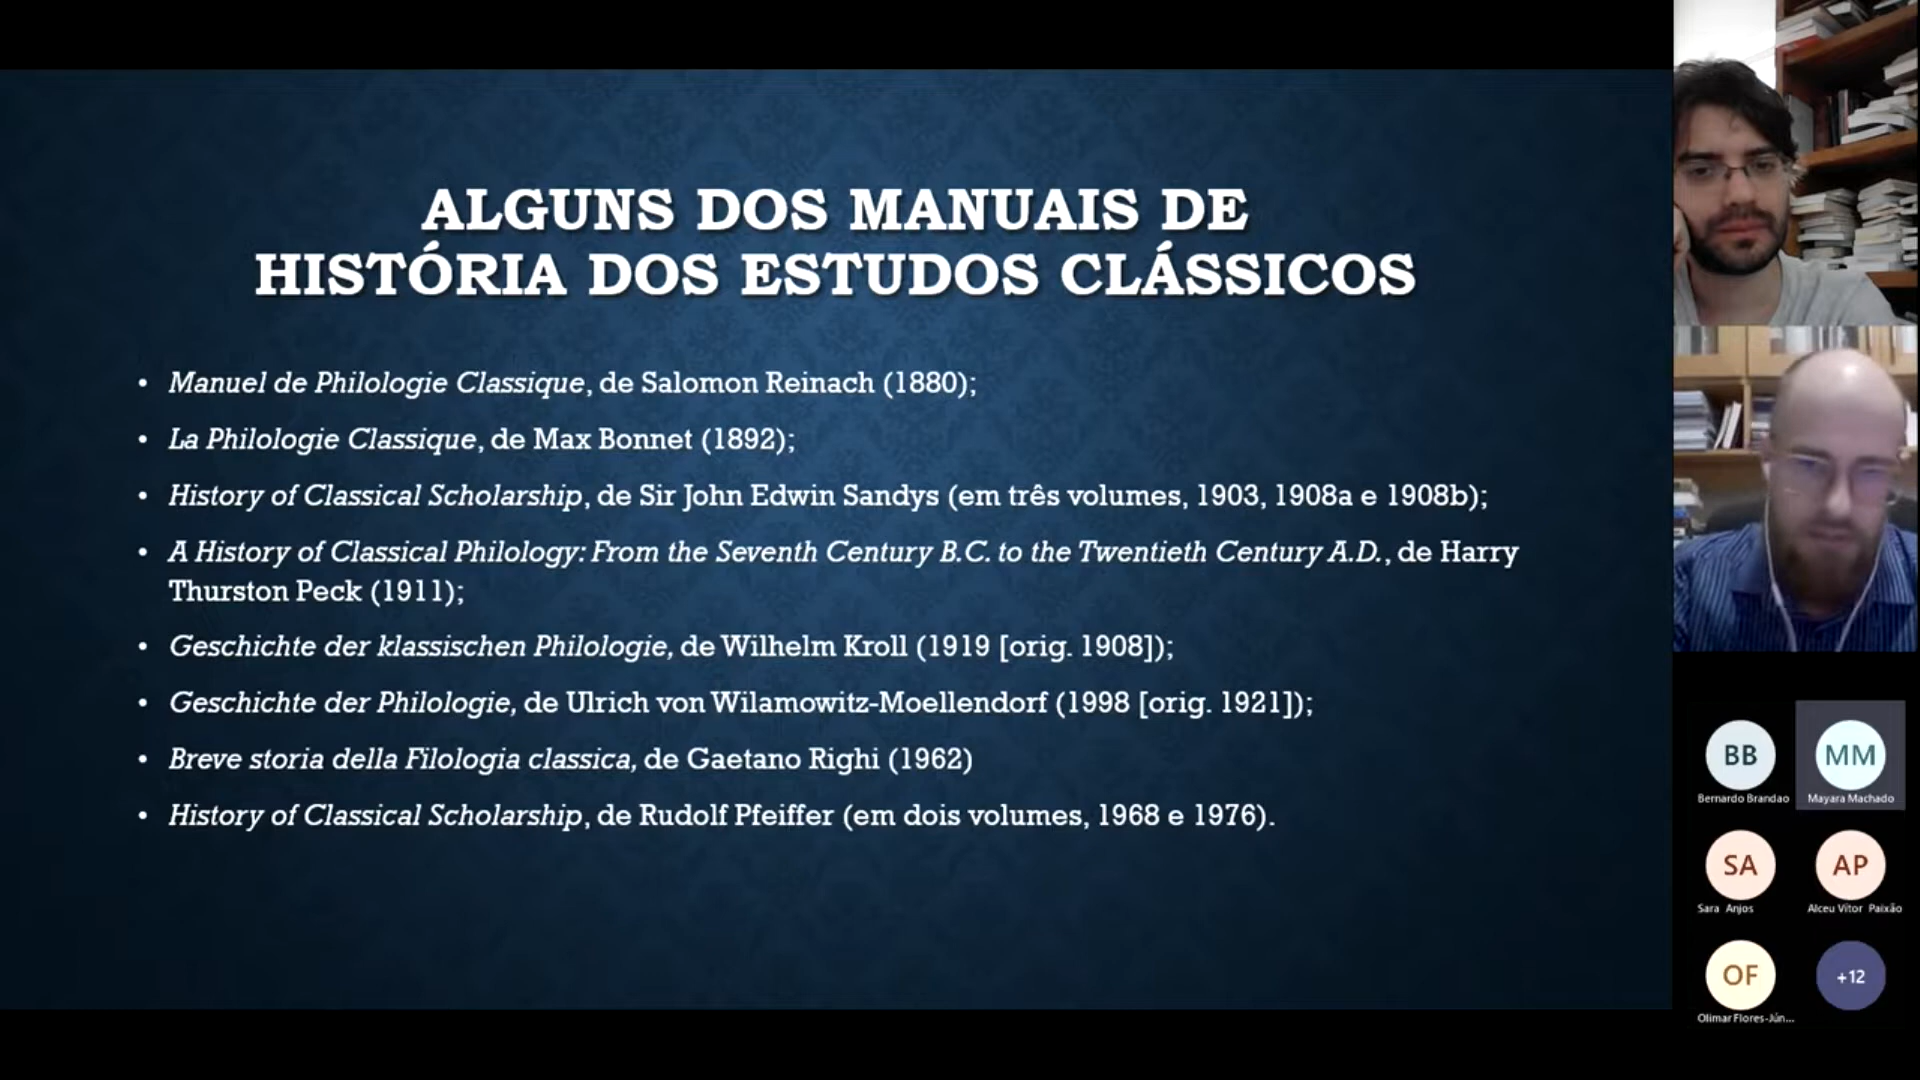 ALGUNS DOS MANUAIS DE
HISTÓRIA DOS ESTUDOS CLÁSSICOS
• Manuel de Philologie Classique, de Salomon Reinach (1880);
• La Philologie Classique, de Max Bonnet (1892);
• History of Classical Scholarship, de Sir John Edwin Sandys (em três volumes, 1903, 1908a e 1908b);
• A History of Classical Philology: From the Seventh Century B.C. to the Twentieth Century A.D., de Harry
Thurston Peck (1911);
• Geschichte der klassischen Philologie, de Wilhelm Kroll (1919 [orig. 1908]);
• Geschichte der Philologie, de Ulrich von Wilamowitz-Moellendorf (1998 [orig. 1921]);
• Breve storia della Filologia classica, de Gaetano Righi (1962)
• History of Classical Scholarship, de Rudolf Pfeiffer (em dois volumes, 1968 e 1976).
BB MM
Bernardo Brandao Mayara Machado
SA AP
Sara Anjos Alceu Vítor Paixão
OF +12
Olimar Flores-Jún...